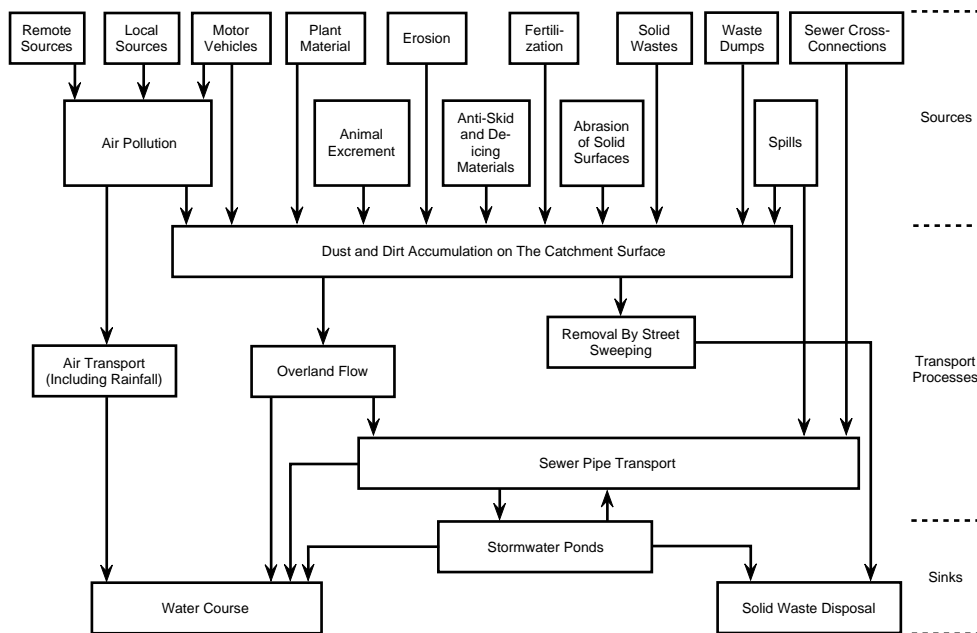 Remote
Sources
Local
Sources
Motor
Vehicles
Plant
Material
Erosion
Fertili-
zation
Solid
Wastes
Waste
Dumps
Sewer Cross-
Connections
Air Pollution
Animal
Excrement
Anti-Skid
and De-
icing
Materials
Abrasion
of Solid
Surfaces
Spills
Sources
Dust and Dirt Accumulation on The Catchment Surface
Removal By Street
Sweeping
Air Transport
(Including Rainfall)
Overland Flow
Transport
Processes
Sewer Pipe Transport
Stormwater Ponds
Sinks
Water Course
Solid Waste Disposal